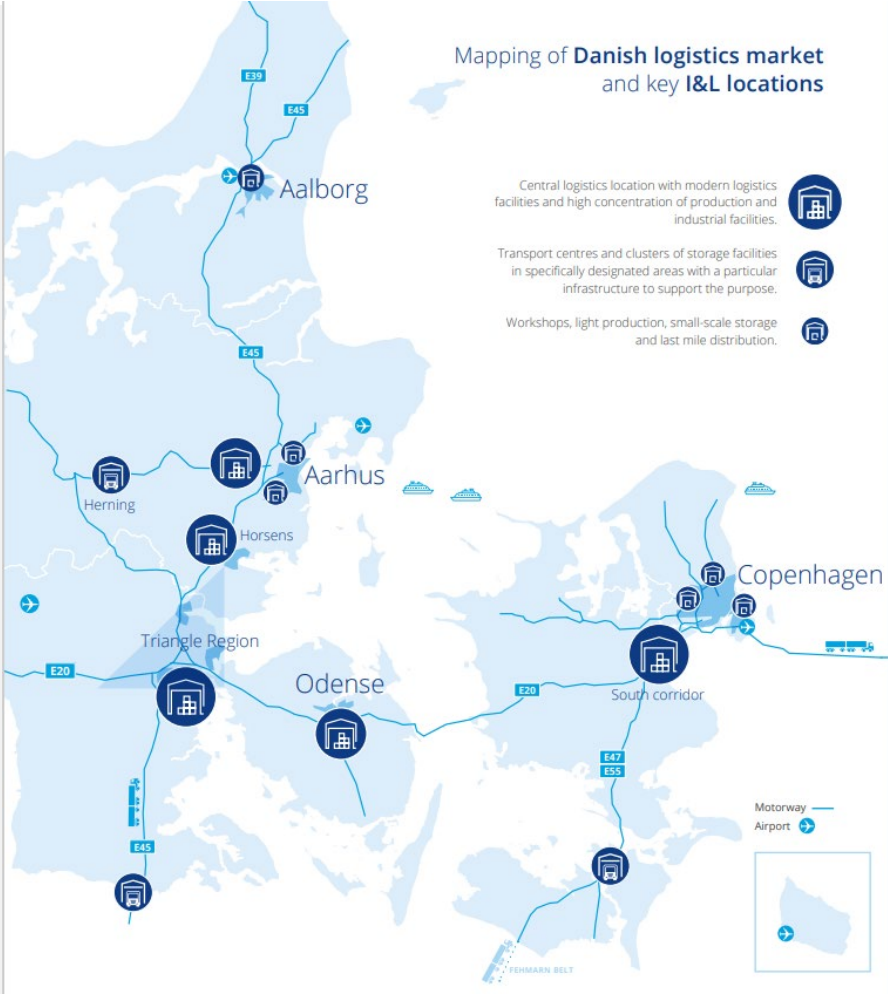 Mapping of Danish logistics market
and key I&L locations
Central logistics location with modern logistics
facilities and high concentration of production and
industrial facilities.
Transport centres and clusters of storage facilities
in specifically designated areas with a particular
infrastructure to support the purpose.
Workshops, light production, small-scale storage
and last mile distribution.
E39
E45
Aalborg
E45
Aarhus
Herning
Horsens
Copenhagen
Triangle Region
E20
Odense
E20
South corridor
E47
E55
E45
Motorway
Airport
FEHMARN BELT